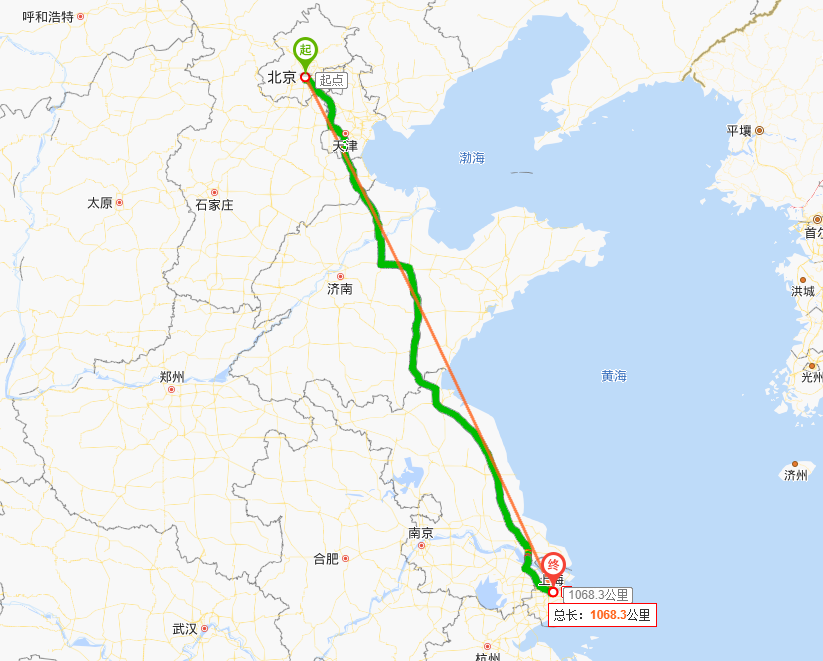 呼和浩特
起
北京
起点
平壤
天津
渤海
太原
石家庄
首尔
济南
洪城
郑州
黄海
光州
济州
南京
合肥
终
上海
1068.3公里
总长：1068.3公里
武汉
杭州